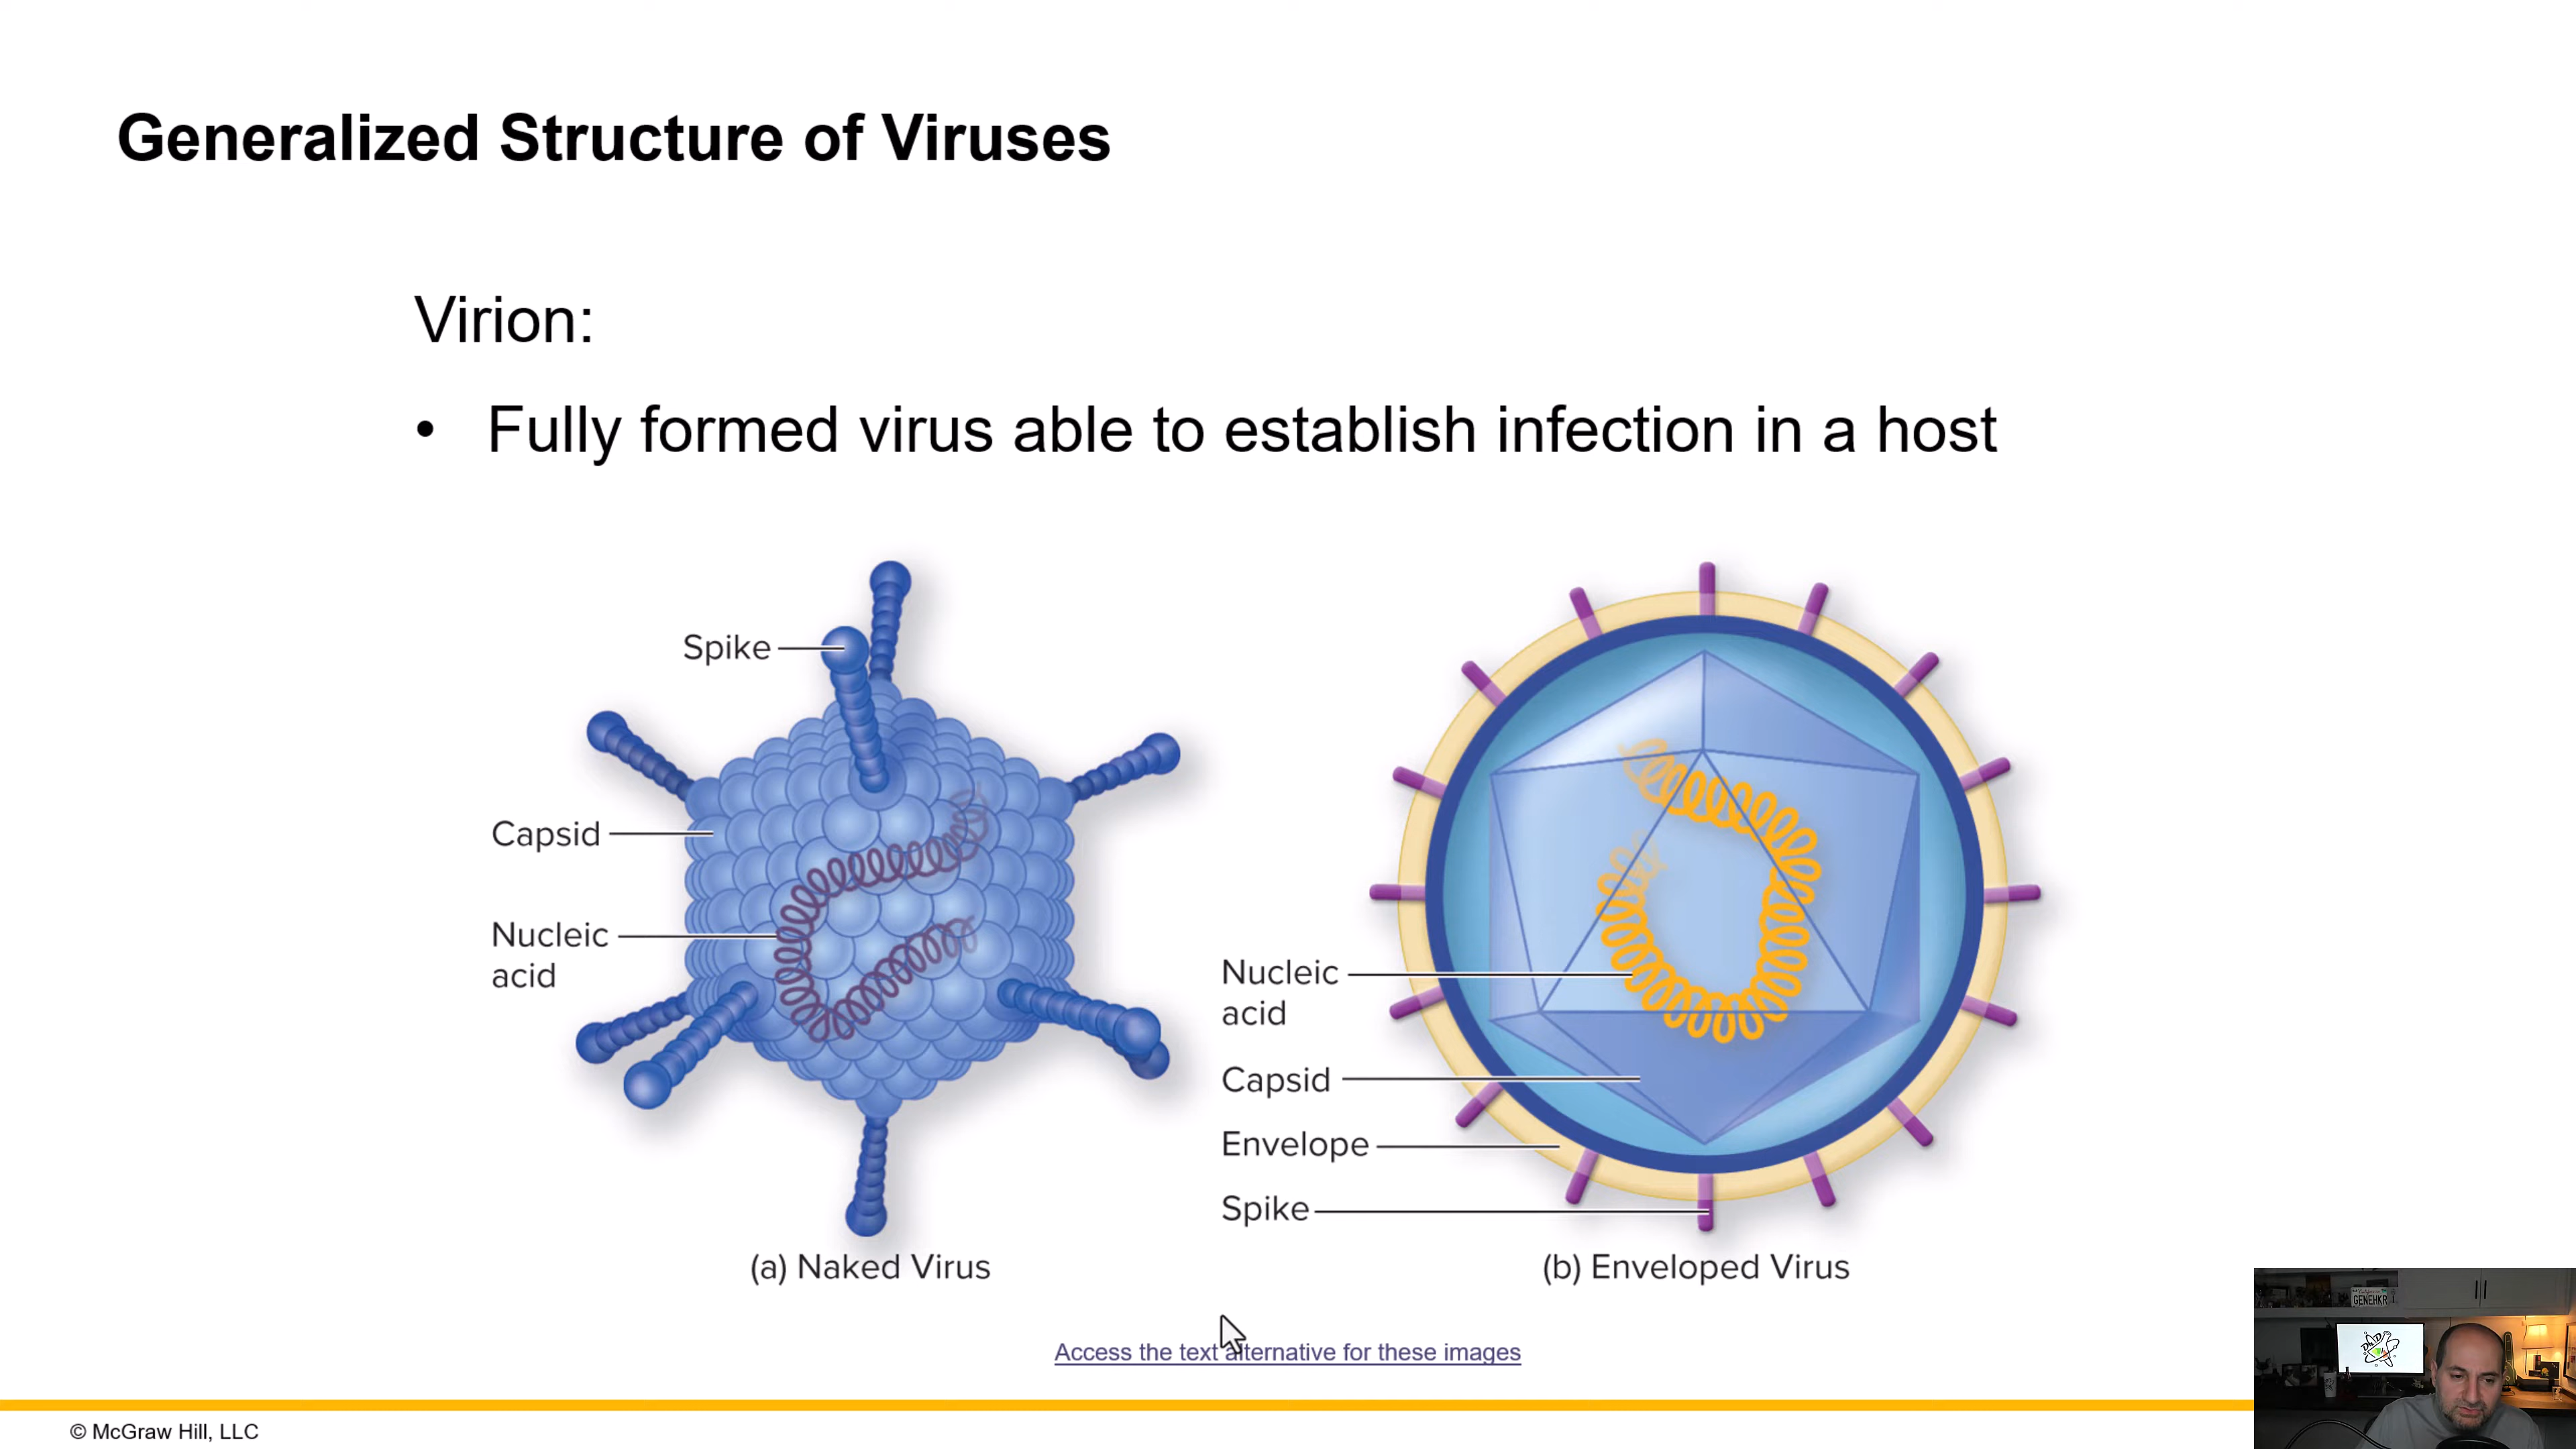 Generalized Structure of Viruses
Virion:
• Fully formed virus able to establish infection in a host
Spike
Capsid
Nucleic
acid
(a) Naked Virus
Nucleic
acid
Capsid
Envelope
Spike
(b) Enveloped Virus
Access the text alternative for these images
© McGraw Hill, LLC
GENEHKR